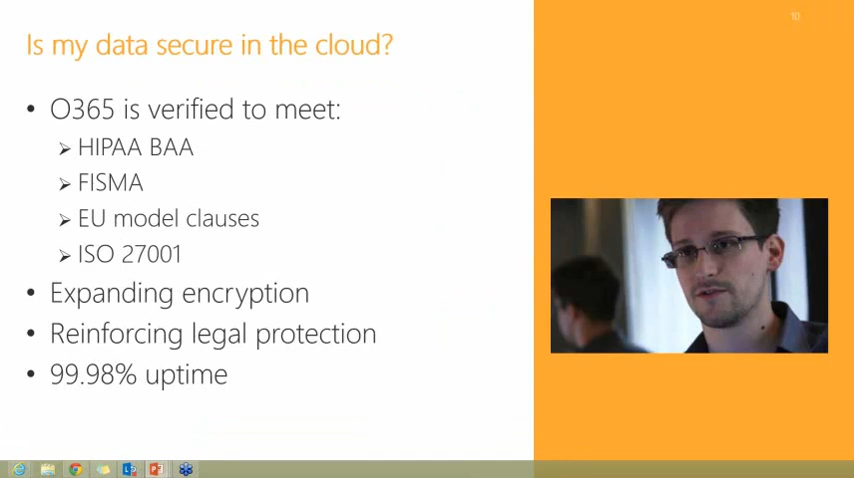 10
Is my data secure in the cloud?
• O365 is verified to meet:
➢ HIPAA BAA
➢ FISMA
➢ EU model clauses
➢ ISO 27001
• Expanding encryption
• Reinforcing legal protection
• 99.98% uptime